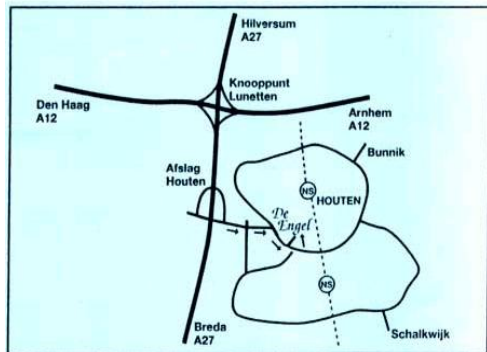 Hilversum
A27
Knooppunt
Lunetten
Den Haag
A12
Arnhem
A12
Bunnik
Afslag
Houten
NS
HOUTEN
De
Engel
NS
Breda
A27
Schalkwijk